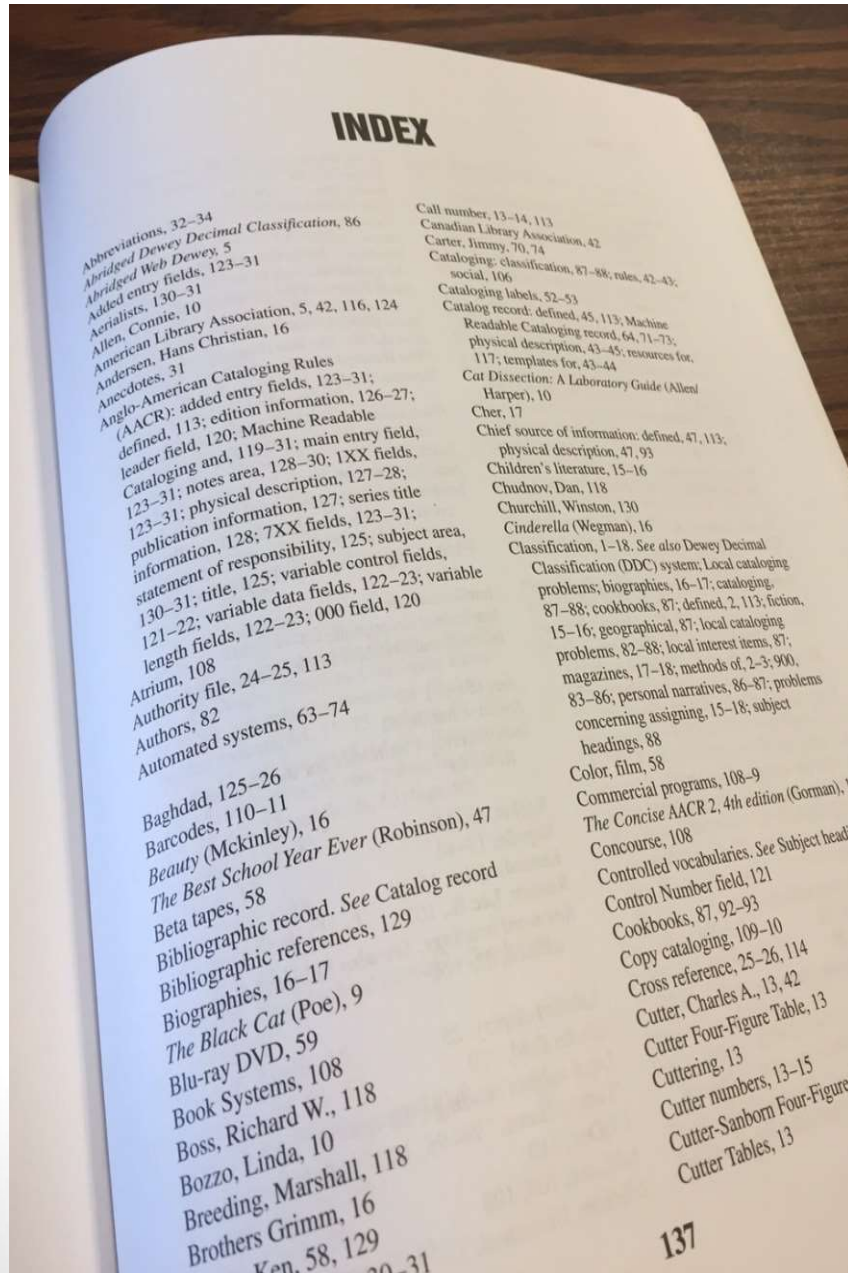 INDEX
Abbreviations, 32–34
Abridged Dewey Decimal Classification, 86
Abridged Web Dewey, 5
Added entry fields, 123–31
Aerialists, 130–31
Allen, Connie, 10
American Library Association, 5, 42, 116, 124
Andersen, Hans Christian, 16
Anecdotes, 31
Anglo-American Cataloging Rules
(AACR): added entry fields, 123–31;
defined, 113; edition information, 126–27;
leader field, 120; Machine Readable
Cataloging and, 119–31; main entry field,
123–31; notes area, 128–30; 1XX fields,
123–31; physical description, 127–28;
publication information, 127; series title
information, 128; 7XX fields, 123–31;
statement of responsibility, 125; subject area,
130–31; title, 125; variable control fields,
121–22; variable data fields, 122–23; variable
length fields, 122–23; 000 field, 120
Atrium, 108
Authority file, 24–25, 113
Authors, 82
Automated systems, 63–74
Baghdad, 125–26
Barcodes, 110–11
Beauty (Mckinley), 16
The Best School Year Ever (Robinson), 47
Beta tapes, 58
Bibliographic record. See Catalog record
Bibliographic references, 129
Biographies, 16–17
The Black Cat (Poe), 9
Blu-ray DVD, 59
Book Systems, 108
Boss, Richard W., 118
Bozzo, Linda, 10
Breeding, Marshall, 118
Brothers Grimm, 16
Ken, 58, 129
Call number, 13–14, 113
Canadian Library Association, 42
Carter, Jimmy, 70, 74
Cataloging: classification, 87–88; rules, 42–43;
social, 106
Cataloging labels, 52–53
Catalog record: defined, 45, 113; Machine
Readable Cataloging record, 64, 71–73;
physical description, 43–45; resources for,
117; templates for, 43–44
Cat Dissection: A Laboratory Guide (Allen/
Harper), 10
Cher, 17
Chief source of information: defined, 47, 113;
physical description, 47, 93
Children's literature, 15–16
Chudnov, Dan, 118
Churchill, Winston, 130
Cinderella (Wegman), 16
Classification, 1–18. See also Dewey Decimal
Classification (DDC) system; Local cataloging
problems; biographies, 16–17; cataloging,
87–88; cookbooks, 87; defined, 2, 113; fiction,
15–16; geographical, 87; local cataloging
problems, 82–88; local interest items, 87;
magazines, 17–18; methods of, 2–3; 900,
83–86; personal narratives, 86–87; problems
concerning assigning, 15–18; subject
headings, 88
Color, film, 58
Commercial programs, 108–9
The Concise AACR 2, 4th edition (Gorman),
Concourse, 108
Controlled vocabularies. See Subject
Control Number field, 121
Cookbooks, 87, 92–93
Copy cataloging, 109–10
Cross reference, 25–26, 114
Cutter, Charles A., 13, 42
Cutter Four-Figure Table, 13
Cuttering, 13
Cutter numbers, 13–15
Cutter-Sanborn Four-Figure
Cutter Tables, 13
137